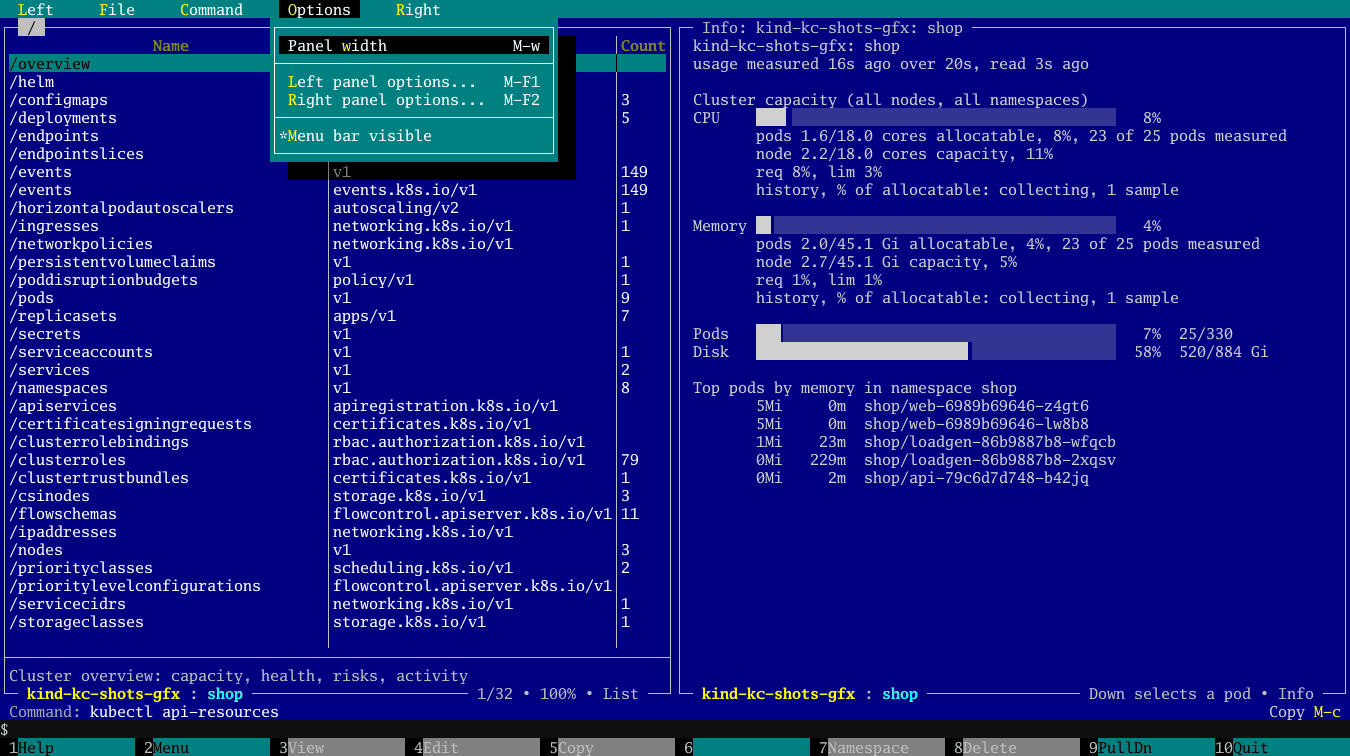 Left File Command Options Right
/ Info: kind-kc-shots-gfx: shop
Name Panel width M-w Count kind-kc-shots-gfx: shop
/overview usage measured 16s ago over 20s, read 3s ago
/helm Left panel options... M-F1
/configmaps Right panel options... M-F2 3 Cluster capacity (all nodes, all namespaces)
/deployments 5 CPU 8%
/endpoints *Menu bar visible pods 1.6/18.0 cores allocatable, 8%, 23 of 25 pods measured
/endpointslices node 2.2/18.0 cores capacity, 11%
/events v1 149 req 8%, lim 3%
/events events.k8s.io/v1 149 history, % of allocatable: collecting, 1 sample
/horizontalpodautoscalers autoscaling/v2 1
/ingresses networking.k8s.io/v1 1 Memory 4%
/networkpolicies networking.k8s.io/v1 pods 2.0/45.1 Gi allocatable, 4%, 23 of 25 pods measured
/persistentvolumeclaims v1 1 node 2.7/45.1 Gi capacity, 5%
/poddisruptionbudgets policy/v1 1 req 1%, lim 1%
/pods v1 9 history, % of allocatable: collecting, 1 sample
/replicasets apps/v1 7
/secrets v1 Pods 7% 25/330
/serviceaccounts v1 1 Disk 58% 520/884 Gi
/services v1 2
/namespaces v1 8 Top pods by memory in namespace shop
/apiservices apiregistration.k8s.io/v1 5Mi 0m shop/web-6989b69646-z4gt6
/certificatesigningrequests certificates.k8s.io/v1 5Mi 0m shop/web-6989b69646-lw8b8
/clusterrolebindings rbac.authorization.k8s.io/v1 1Mi 23m shop/loadgen-86b9887b8-wfqcb
/clusterroles rbac.authorization.k8s.io/v1 79 0Mi 229m shop/loadgen-86b9887b8-2xqsv
/clustertrustbundles certificates.k8s.io/v1 1 0Mi 2m shop/api-79c6d7d748-b42jq
/csinodes storage.k8s.io/v1 3
/flowschemas flowcontrol.apiserver.k8s.io/v1 11
/ipaddresses networking.k8s.io/v1
/nodes v1 3
/priorityclasses scheduling.k8s.io/v1 2
/prioritylevelconfigurations flowcontrol.apiserver.k8s.io/v1
/servicecidrs networking.k8s.io/v1 1
/storageclasses storage.k8s.io/v1 1
Cluster overview: capacity, health, risks, activity
kind-kc-shots-gfx : shop 1/32 • 100% • List kind-kc-shots-gfx : shop Down selects a pod • Info
Command: kubectl api-resources Copy M-c
$
1Help 2Menu 3View 4Edit 5Copy 6 7Namespace 8Delete 9PullDn 10Quit